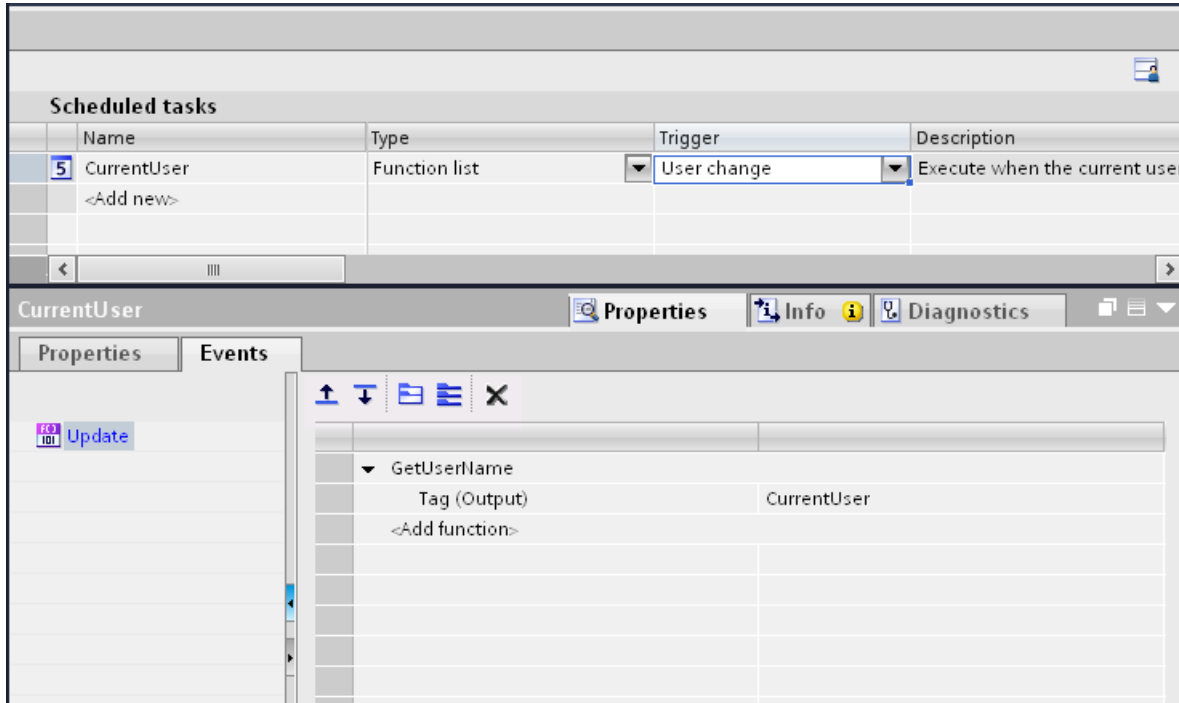 Scheduled tasks
Name Type Trigger Description
5 CurrentUser Function list User change Execute when the current use
<Add new>
CurrentUser Properties Info Diagnostics
Properties Events
Update
GetUserName
Tag (Output) CurrentUser
<Add function>